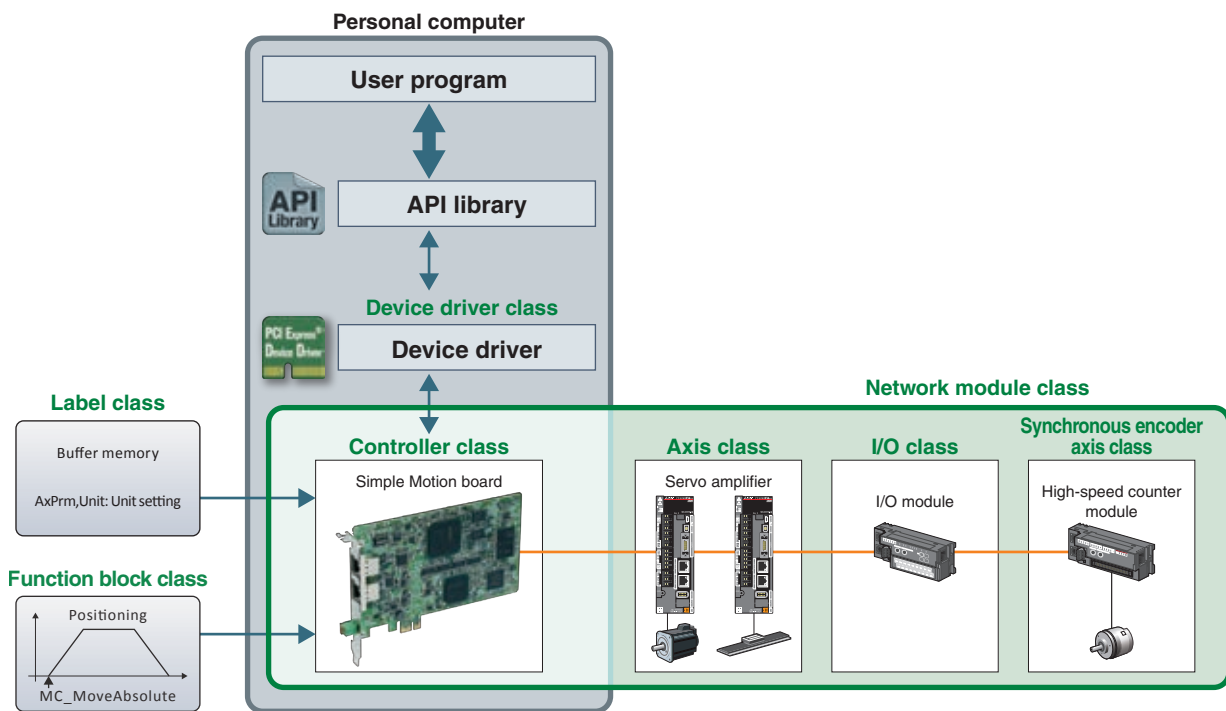 Personal computer
User program
API
Library
API library
Device driver class
PCI Express®
Device Driver
Device driver
Network module class
Label class
Buffer memory
AxPrm,Unit: Unit setting
Controller class
Simple Motion board
Axis class
Servo amplifier
I/O class
I/O module
Synchronous encoder
axis class
High-speed counter
module
Function block class
Positioning
MC_MoveAbsolute